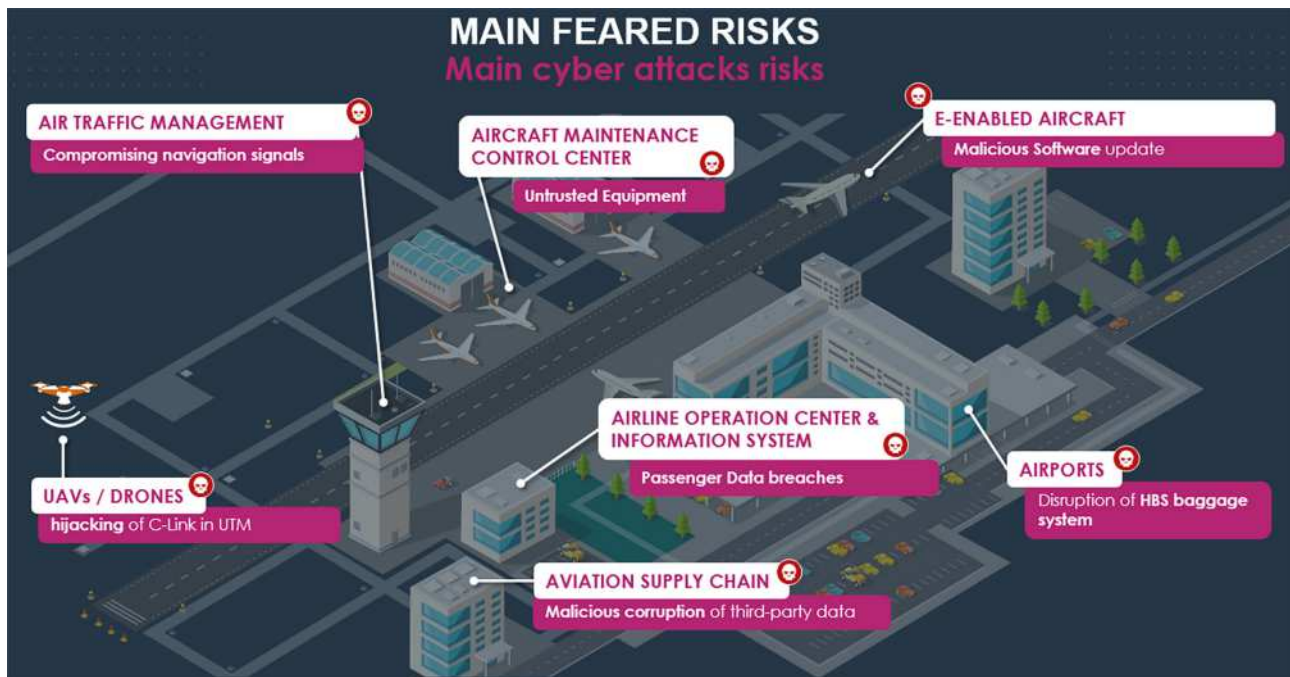 MAIN FEARED RISKS
Main cyber attacks risks
AIR TRAFFIC MANAGEMENT
Compromising navigation signals
AIRCRAFT MAINTENANCE
CONTROL CENTER
Untrusted Equipment
E-ENABLED AIRCRAFT
Malicious Software update
UAVs / DRONES
hijacking of C-Link in UTM
AIRLINE OPERATION CENTER &
INFORMATION SYSTEM
Passenger Data breaches
AIRPORTS
Disruption of HBS baggage
system
AVIATION SUPPLY CHAIN
Malicious corruption of third-party data